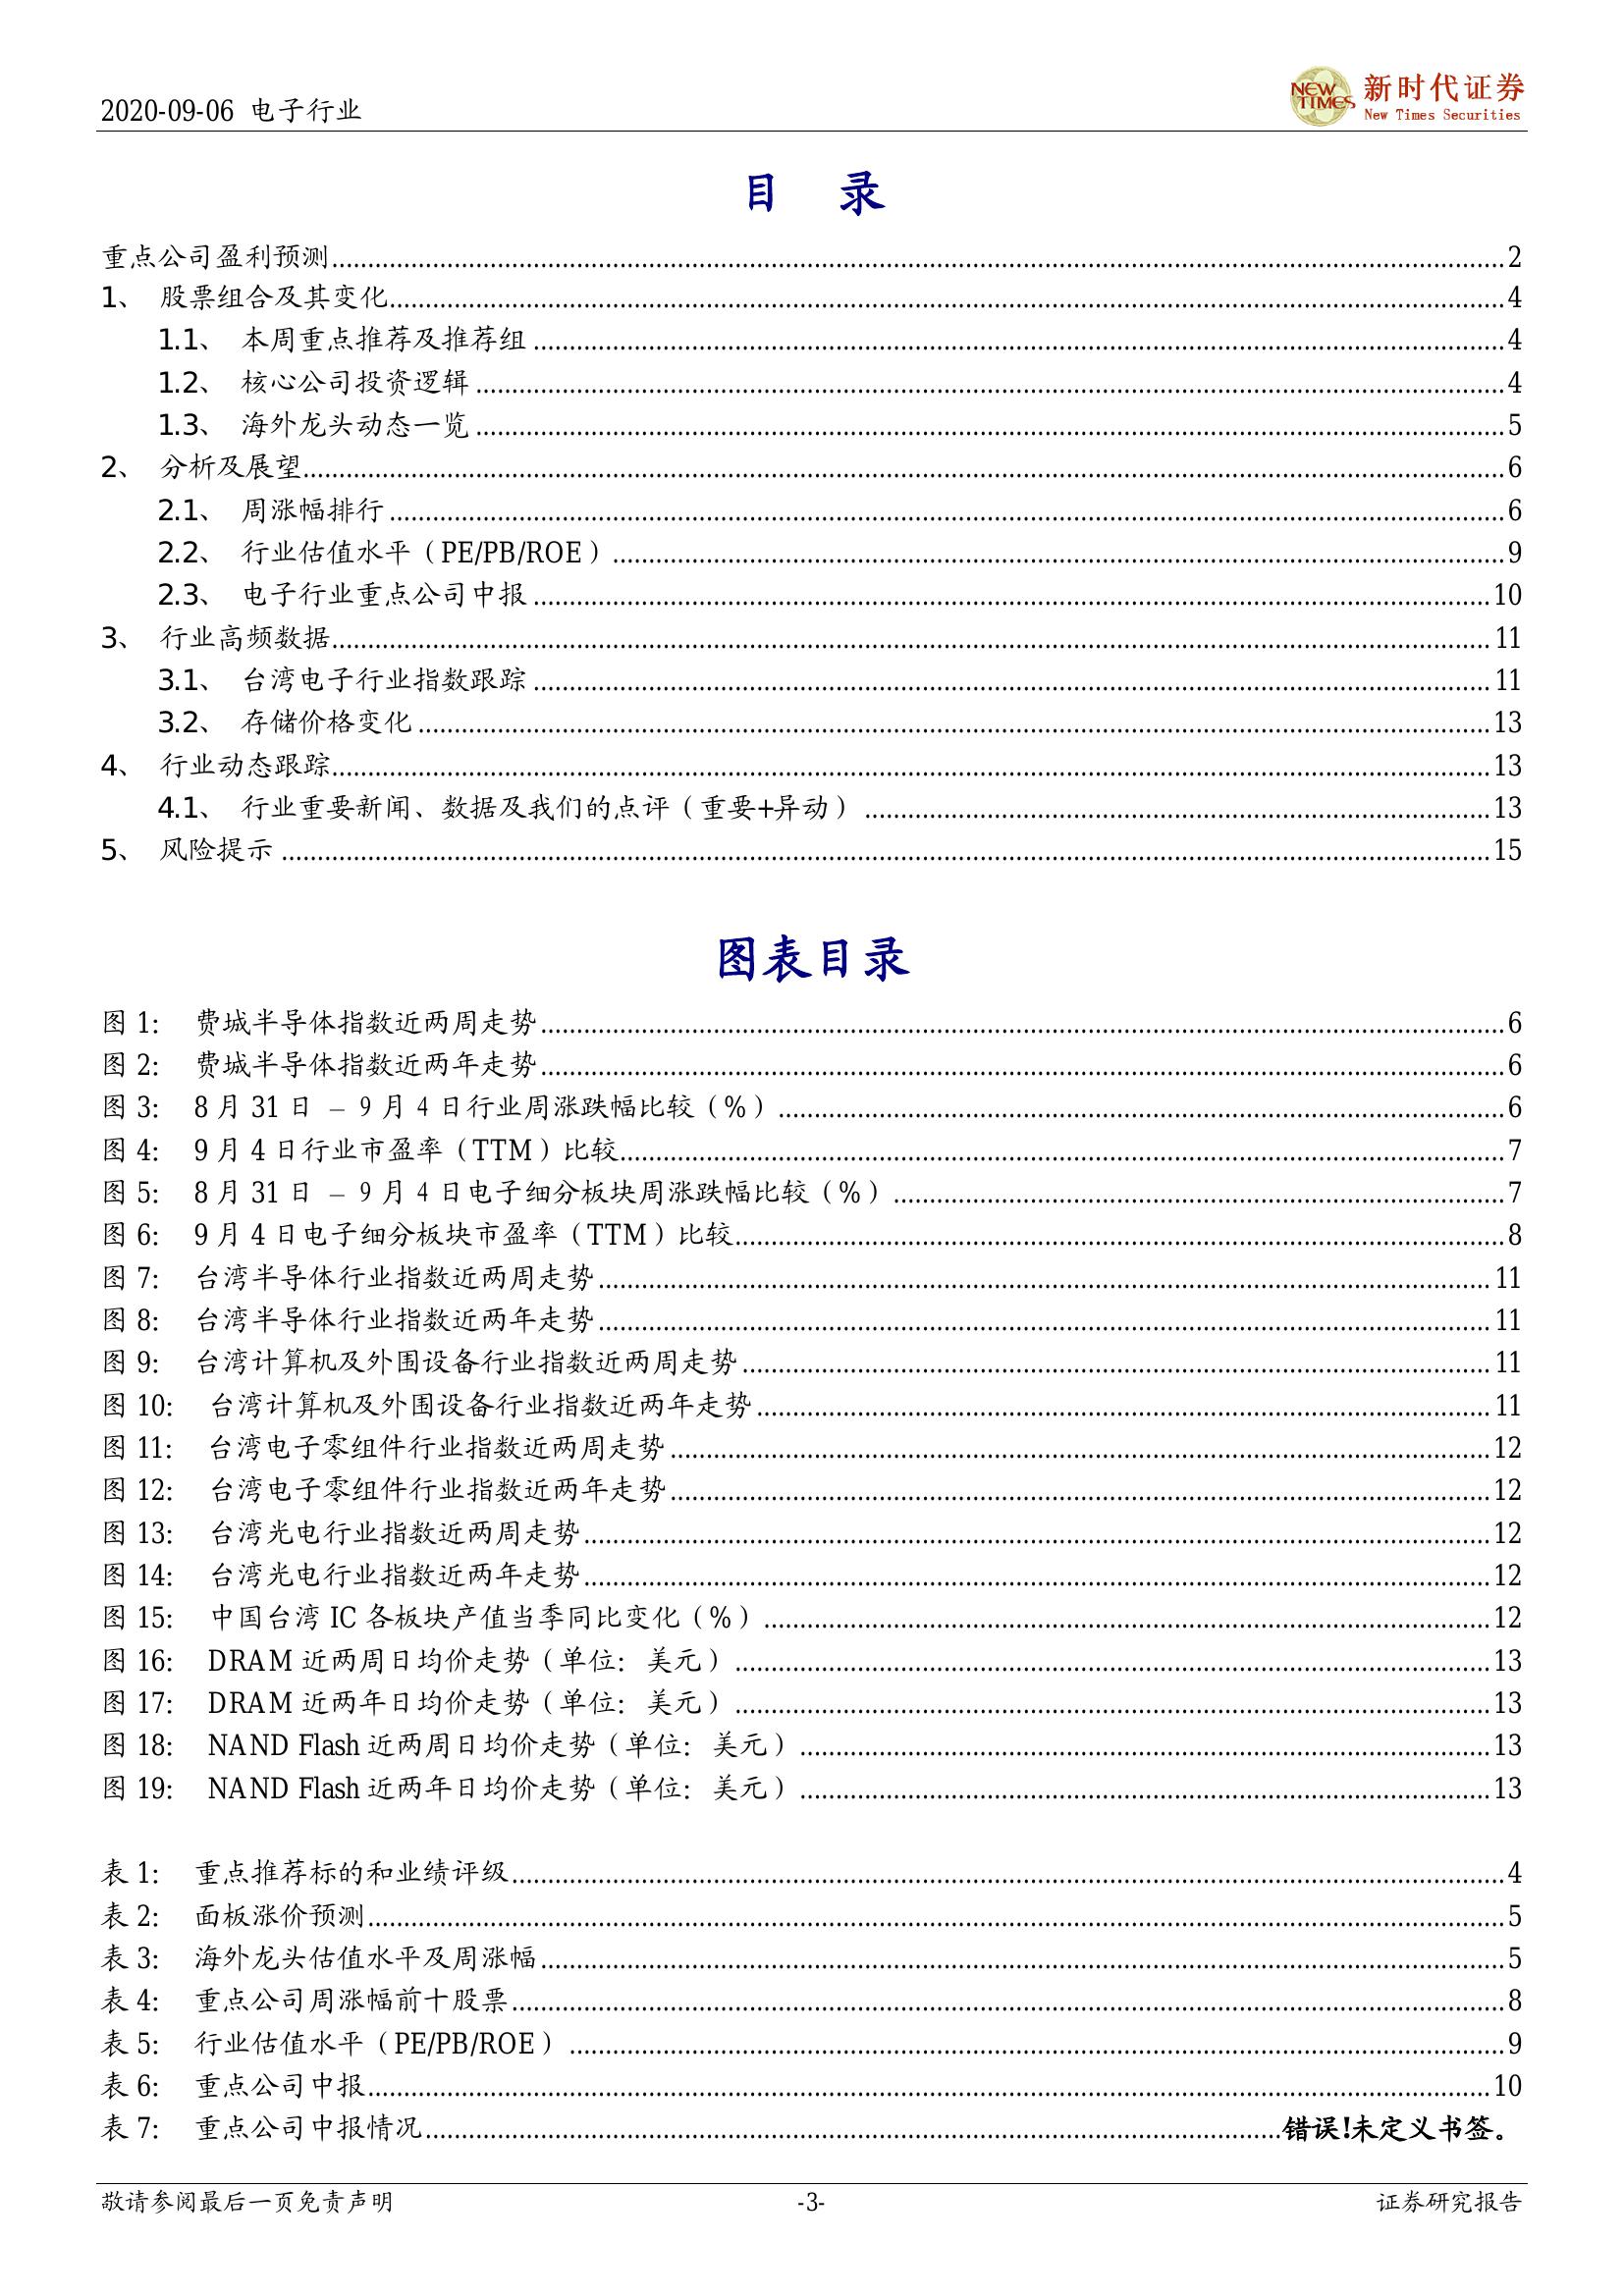 2020-09-06 电子行业
NEW TIMES 新时代证券
New Times Securities
目 录
重点公司盈利预测 2
1、 股票组合及其变化 4
1.1、 本周重点推荐及推荐组 4
1.2、 核心公司投资逻辑 4
1.3、 海外龙头动态一览 5
2、 分析及展望 6
2.1、 周涨幅排行 6
2.2、 行业估值水平（PE/PB/ROE） 9
2.3、 电子行业重点公司中报 10
3、 行业高频数据 11
3.1、 台湾电子行业指数跟踪 11
3.2、 存储价格变化 13
4、 行业动态跟踪 13
4.1、 行业重要新闻、数据及我们的点评（重要+异动） 13
5、 风险提示 15
图表目录
图 1: 费城半导体指数近两周走势 6
图 2: 费城半导体指数近两年走势 6
图 3: 8 月 31 日 – 9 月 4 日行业周涨跌幅比较（%） 6
图 4: 9 月 4 日行业市盈率（TTM）比较 7
图 5: 8 月 31 日 – 9 月 4 日电子细分板块周涨跌幅比较（%） 7
图 6: 9 月 4 日电子细分板块市盈率（TTM）比较 8
图 7: 台湾半导体行业指数近两周走势 11
图 8: 台湾半导体行业指数近两年走势 11
图 9: 台湾计算机及外围设备行业指数近两周走势 11
图 10: 台湾计算机及外围设备行业指数近两年走势 11
图 11: 台湾电子零组件行业指数近两周走势 12
图 12: 台湾电子零组件行业指数近两年走势 12
图 13: 台湾光电行业指数近两周走势 12
图 14: 台湾光电行业指数近两年走势 12
图 15: 中国台湾 IC 各板块产值当季同比变化（%） 12
图 16: DRAM 近两周日均价走势（单位：美元） 13
图 17: DRAM 近两年日均价走势（单位：美元） 13
图 18: NAND Flash 近两周日均价走势（单位：美元） 13
图 19: NAND Flash 近两年日均价走势（单位：美元） 13
表 1: 重点推荐标的和业绩评级 4
表 2: 面板涨价预测 5
表 3: 海外龙头估值水平及周涨幅 5
表 4: 重点公司周涨幅前十股票 8
表 5: 行业估值水平（PE/PB/ROE） 9
表 6: 重点公司中报 10
表 7: 重点公司中报情况 错误!未定义书签。
敬请参阅最后一页免责声明 -3- 证券研究报告